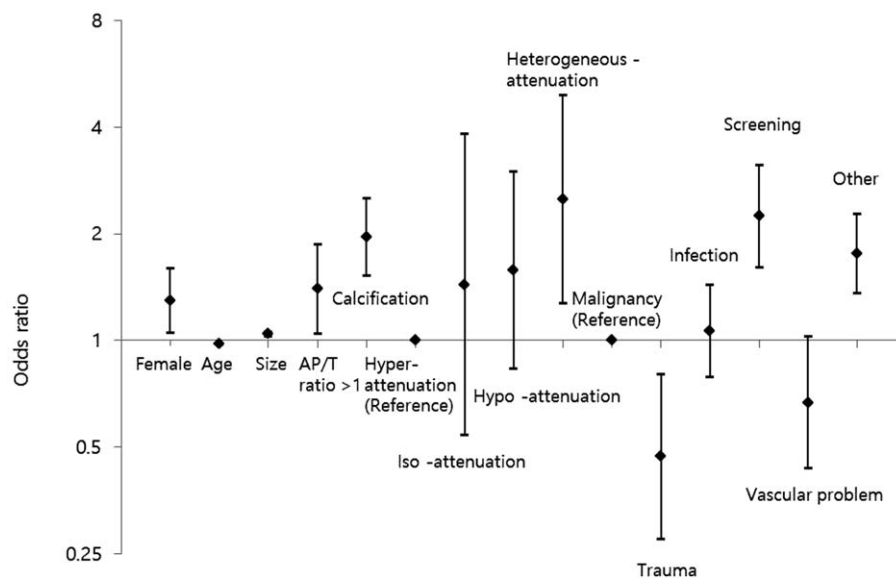 8
Heterogeneous -
attenuation
4
Screening
Other
2
Infection
Calcification
Malignancy
(Reference)
Odds ratio
1
Female Age Size AP/T Hyper-
ratio >1 attenuation
(Reference)
Hypo -attenuation
0.5
Iso -attenuation
Vascular problem
0.25
Trauma